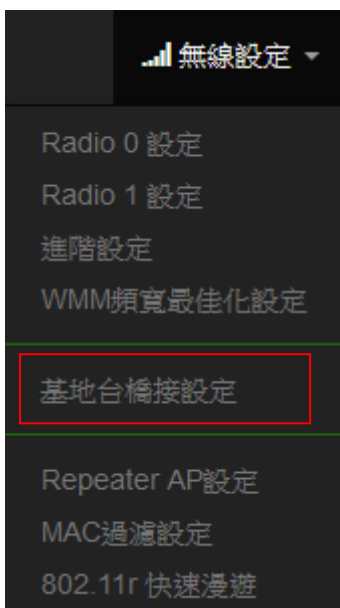 無線設定
Radio 0 設定
Radio 1 設定
進階設定
WMM頻寬最佳化設定
基地台橋接設定
Repeater AP設定
MAC過濾設定
802.11r 快速漫遊